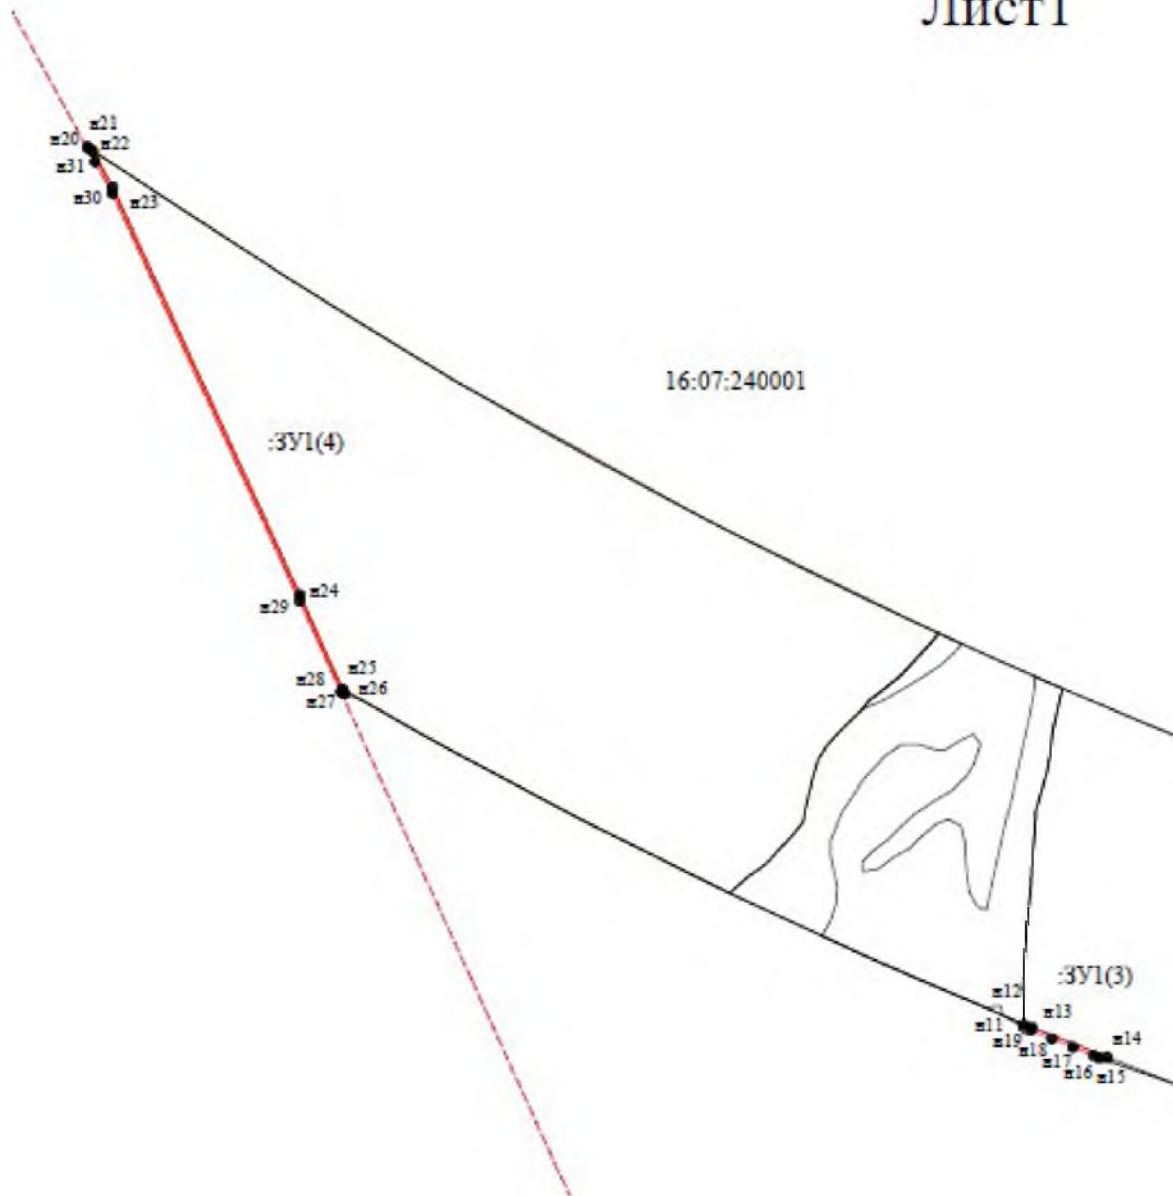 Лист1
н21
н20
н22
н31
н30
н23
16:07:240001
:ЗУ1(4)
н24
н29
н25
н28
н26
н27
:ЗУ1(3)
н12
н13
н11
н19
н14
н18
н17
н16
н15